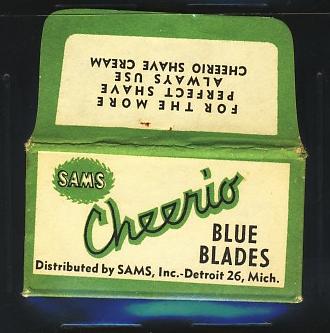 FOR THE MORE
PERFECT SHAVE
ALWAYS USE
CHEERIO SHAVE CREAM
SAMS
Cheerio
BLUE
BLADES
Distributed by SAMS, Inc.-Detroit 26, Mich.